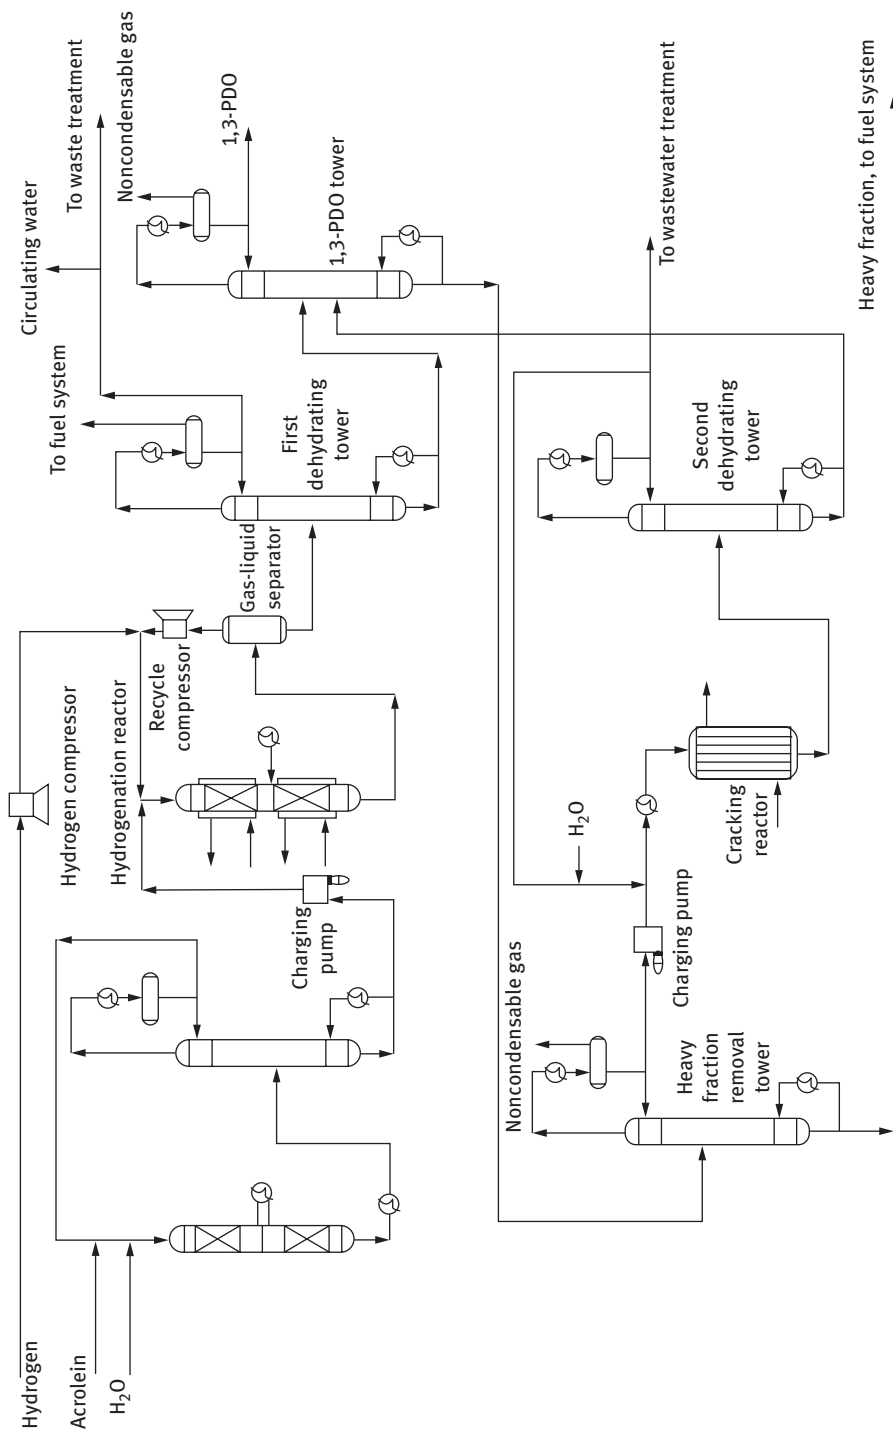 Hydrogen
Acrolein
H2O
Hydrogen compressor
Hydrogenation reactor
Charging
pump
Recycle
compressor
Gas-liquid
separator
To fuel system
First
dehydrating
tower
Circulating water
To waste treatment
Noncondensable gas
1,3-PDO
1,3-PDO tower
Noncondensable gas
Heavy
fraction
removal
tower
Charging pump
H2O
Cracking
reactor
Second
dehydrating
tower
To wastewater treatment
Heavy fraction, to fuel system